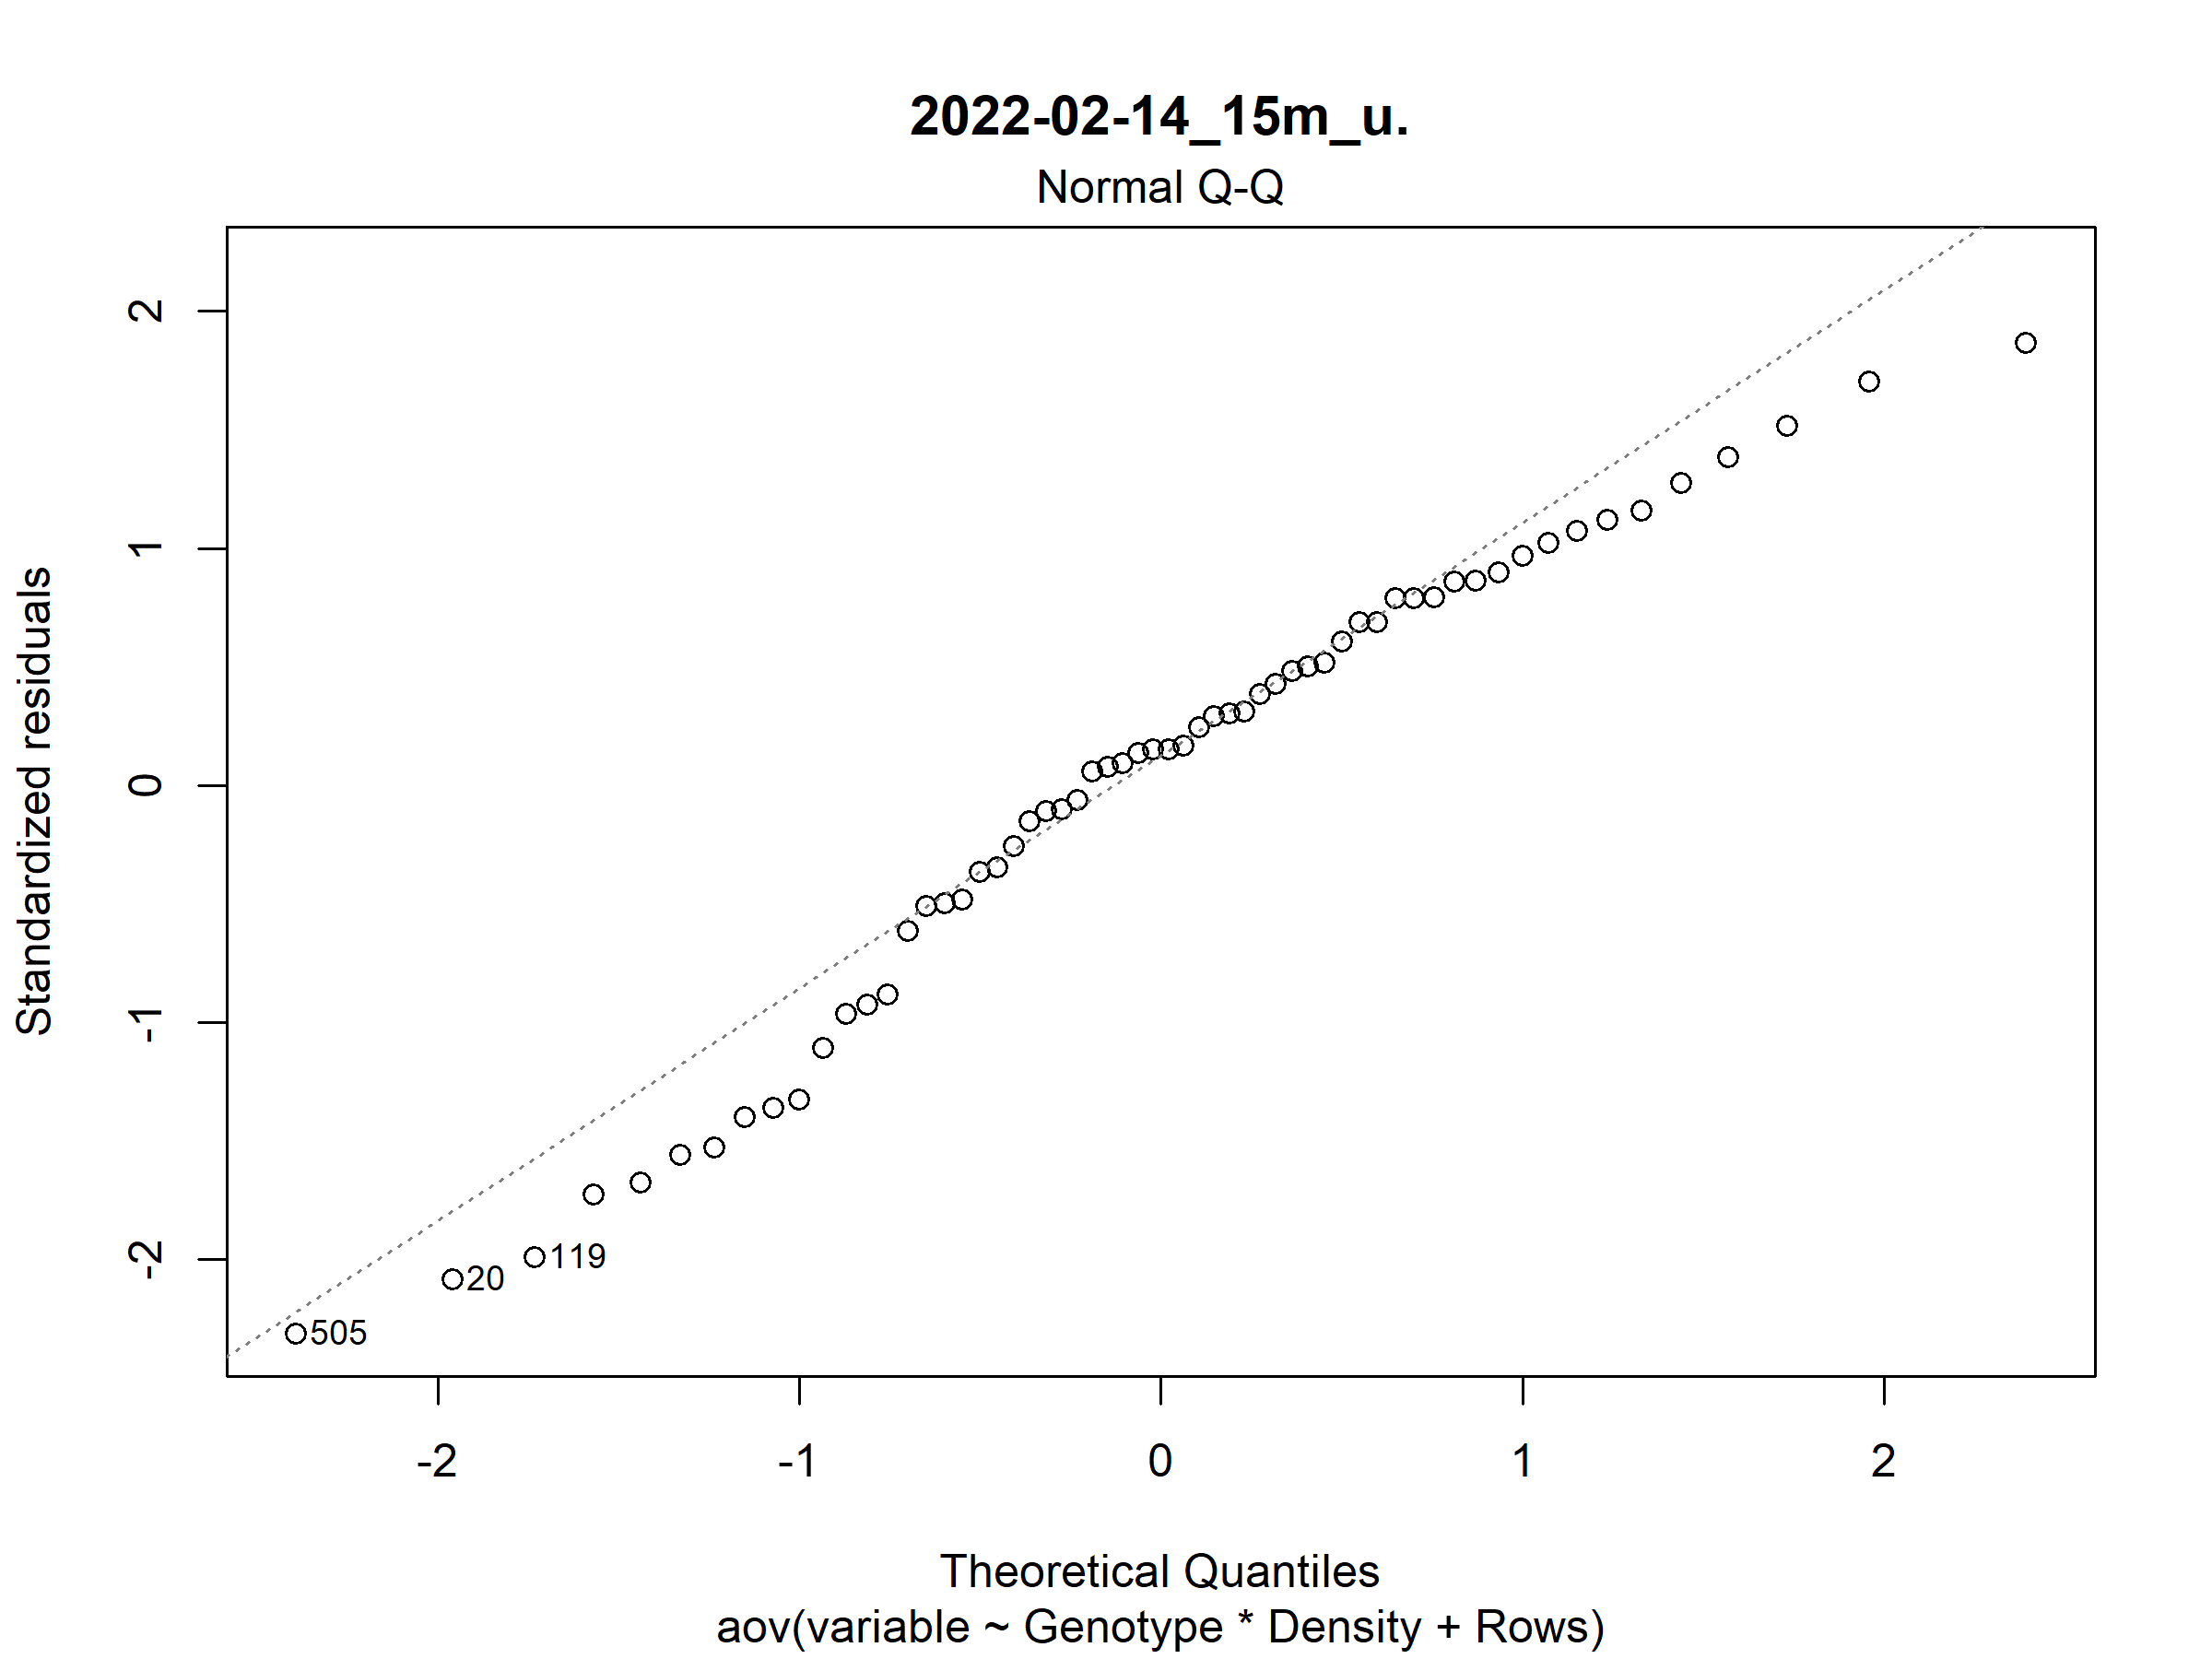 2022-02-14_15m_u.
Normal Q-Q
Standardized residuals
2
1
0
-1
-2
119
20
505
-2
-1
0
1
2
Theoretical Quantiles
aov(variable ~ Genotype * Density + Rows)